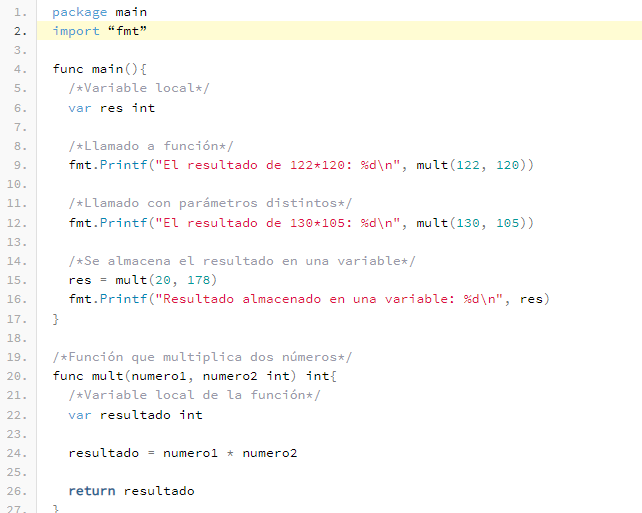 1. package main
2. import “fmt”
3.
4. func main(){
5. /*Variable local*/
6. var res int
7.
8. /*Llamado a función*/
9. fmt.Printf("El resultado de 122*120: %d\n", mult(122, 120))
10.
11. /*Llamado con parámetros distintos*/
12. fmt.Printf("El resultado de 130*105: %d\n", mult(130, 105))
13.
14. /*Se almacena el resultado en una variable*/
15. res = mult(20, 178)
16. fmt.Printf("Resultado almacenado en una variable: %d\n", res)
17. }
18.
19. /*Función que multiplica dos números*/
20. func mult(numero1, numero2 int) int{
21. /*Variable local de la función*/
22. var resultado int
23.
24. resultado = numero1 * numero2
25.
26. return resultado
27. }